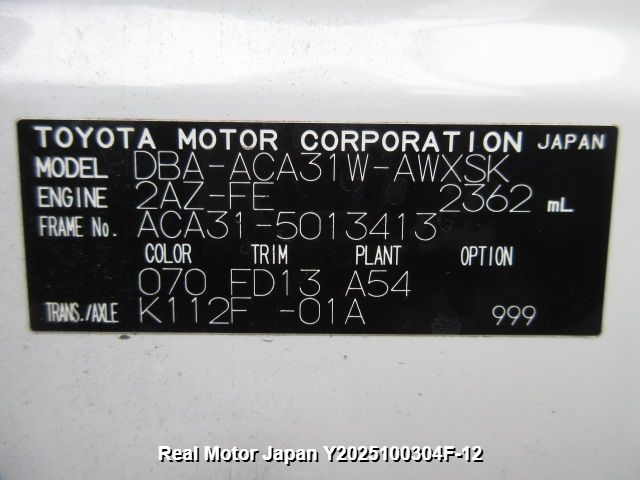 TOYOTA MOTOR CORPORATION JAPAN
MODEL DBA-ACA31W-AWXSK
ENGINE 2AZ-FE 2362 mL
FRAME No. ACA31-5013413
COLOR TRIM PLANT OPTION
070 FD13 A54
TRANS./AXLE K112F -01A 999
Real Motor Japan Y2025100304F-12